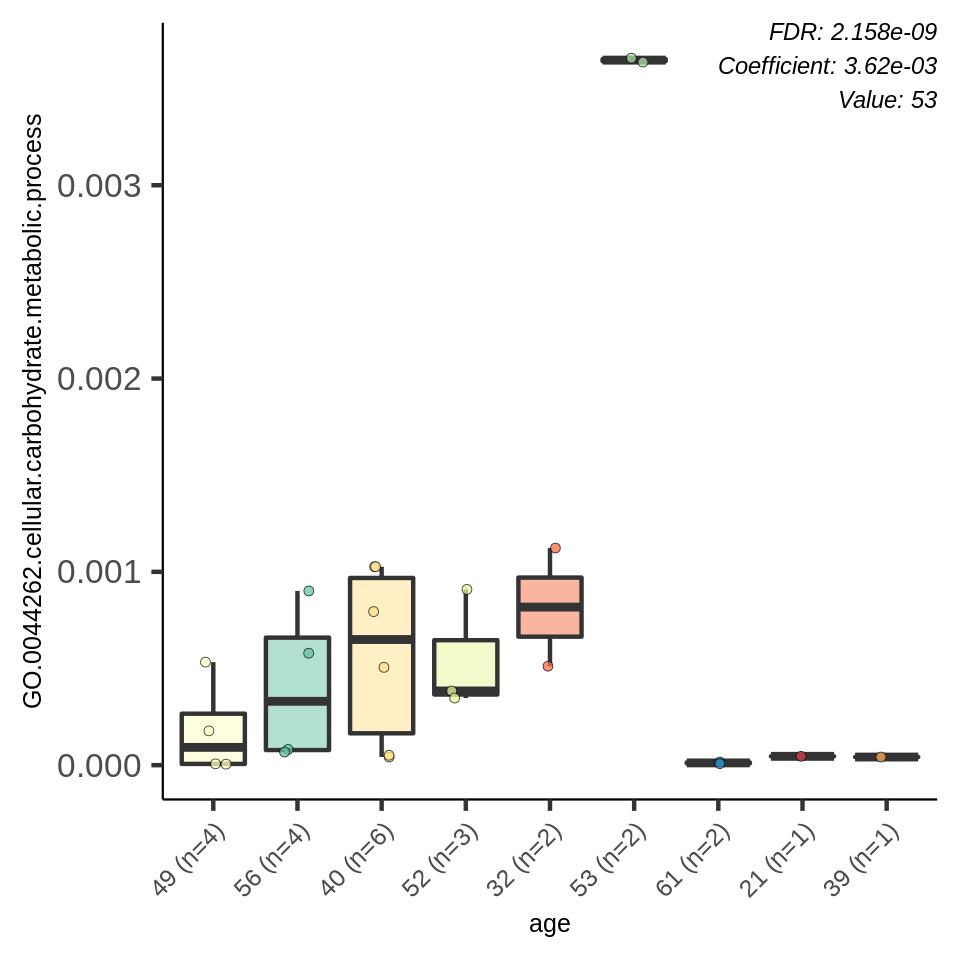 FDR: 2.158e-09
Coefficient: 3.62e-03
Value: 53
GO.0044262.cellular.carbohydrate.metabolic.process
0.003
0.002
0.001
0.000
49 (n=4)
56 (n=4)
40 (n=6)
52 (n=3)
32 (n=2)
53 (n=2)
61 (n=2)
21 (n=1)
39 (n=1)
age